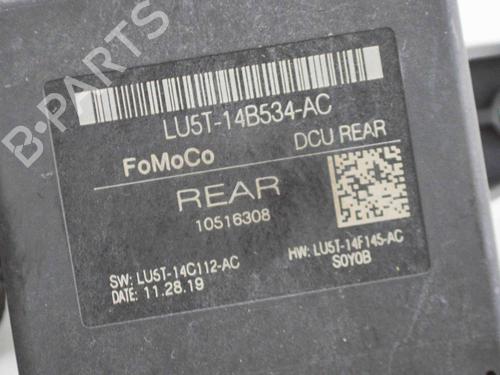 B-PARTS
LU5T-14B534-AC
FoMoCo DCU REAR
REAR
10516308
SW: LU5T-14C112-AC HW: LU5T-14F145-AC
DATE: 11.28.19 S0Y0B